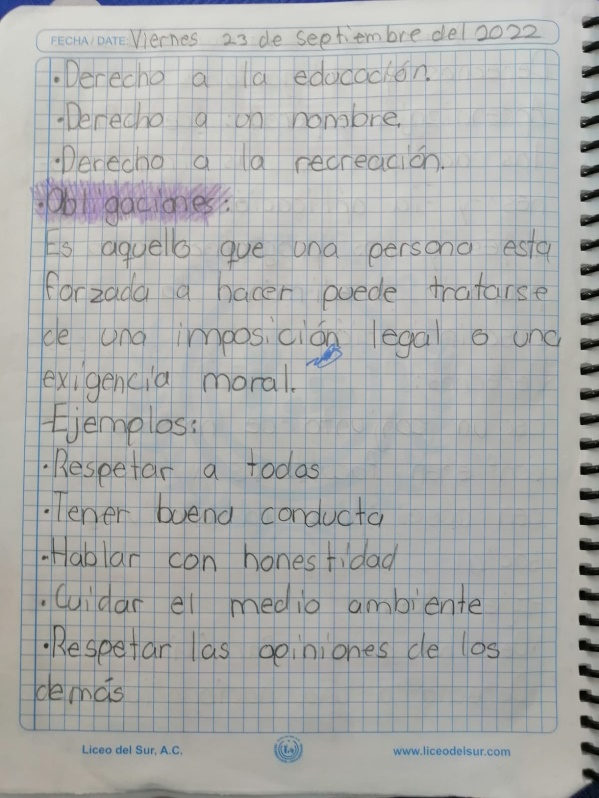 FECHA / DATE: Viernes 23 de septiembre del 2022
•Derecho a la educación.
•Derecho a un nombre.
•Derecho a la recreación.
•Obligaciones:
Es aquello que una persona esta
forzada a hacer puede tratarse
de una imposición legal o una
exigencia moral.
Ejemplos:
•Respetar a todas
•Tener buena conducta
•Hablar con honestidad
•Cuidar el medio ambiente
•Respetar las opiniones de los
demás
Liceo del Sur, A.C. www.liceodelsur.com